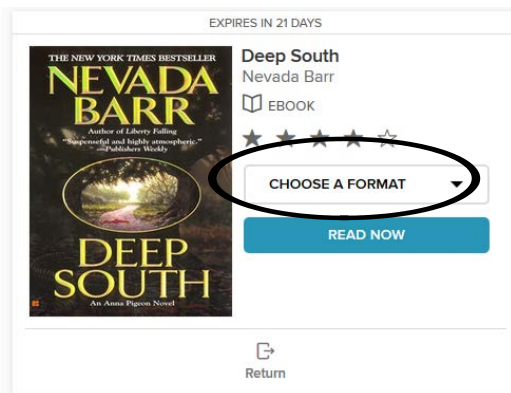 EXPIRES IN 21 DAYS
THE NEW YORK TIMES BESTSELLER
NEVADA
BARR
Author of Liberty Falling
"Suspenseful and highly atmospheric."
—Publishers Weekly
DEEP
SOUTH
An Anna Pigeon Novel
Deep South
Nevada Barr
EBOOK
CHOOSE A FORMAT
READ NOW
Return